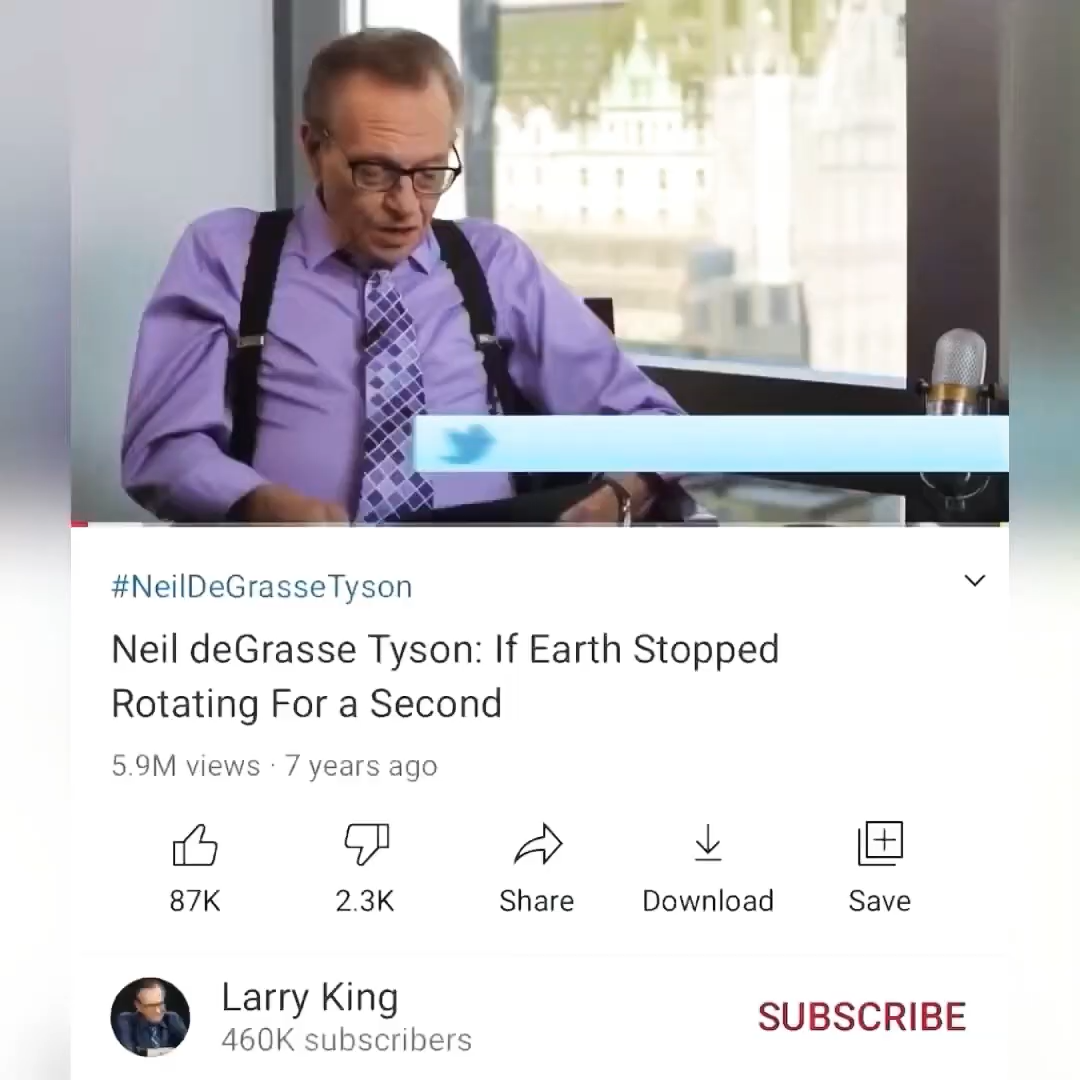 #NeilDeGrasseTyson
Neil deGrasse Tyson: If Earth Stopped
Rotating For a Second
5.9M views · 7 years ago
87K 2.3K Share Download Save
Larry King
460K subscribers
SUBSCRIBE